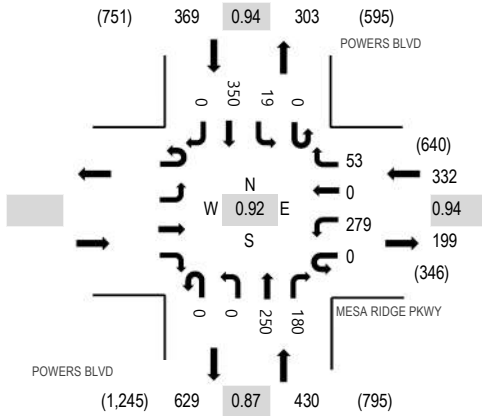 (751) 369 0.94 303 (595)
POWERS BLVD
0 350 19 0
(640)
53
332
0
N
W 0.92 E
0.94
S
279
199
0
(346)
0 0 250 180
MESA RIDGE PKWY
POWERS BLVD
(1,245) 629 0.87 430 (795)